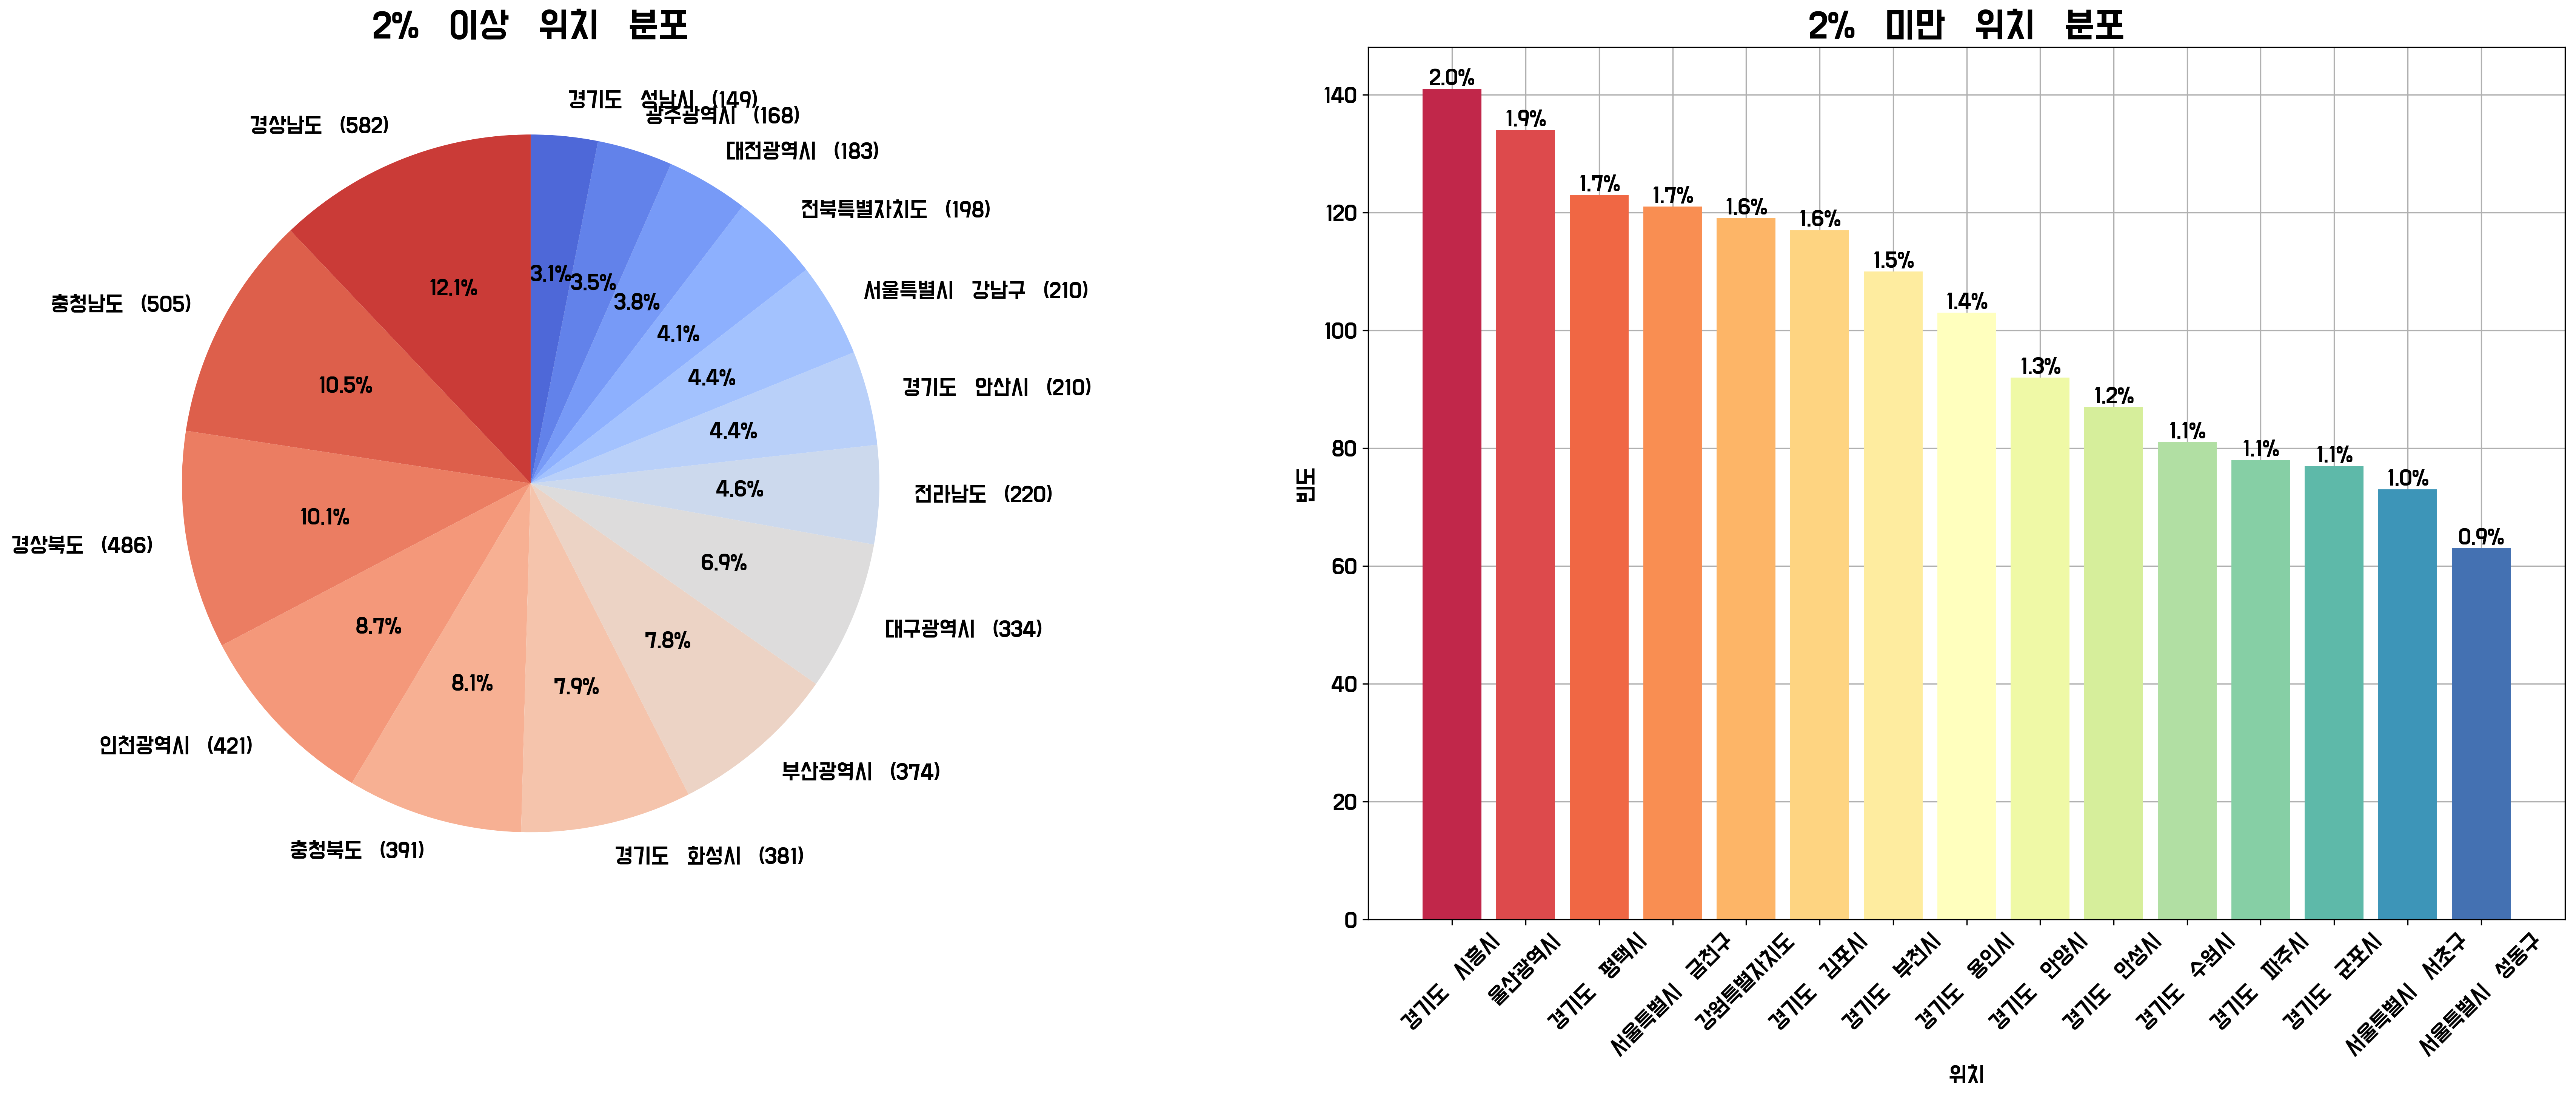 2% 이상 위치 분포
경기도 성남시 (149)
광주광역시 (168)
대전광역시 (183)
전북특별자치도 (198)
서울특별시 강남구 (210)
경기도 안산시 (210)
전라남도 (220)
대구광역시 (334)
부산광역시 (374)
경기도 화성시 (381)
충청북도 (391)
인천광역시 (421)
경상북도 (486)
충청남도 (505)
경상남도 (582)
3.1%
3.5%
3.8%
4.1%
4.4%
4.4%
4.6%
6.9%
7.8%
7.9%
8.1%
8.7%
10.1%
10.5%
12.1%
2% 미만 위치 분포
빈도
140
120
100
80
60
40
20
0
2.0%
1.9%
1.7%
1.7%
1.6%
1.6%
1.5%
1.4%
1.3%
1.2%
1.1%
1.1%
1.1%
1.0%
0.9%
경기도 시흥시
울산광역시
경기도 평택시
서울특별시 금천구
강원특별자치도
경기도 김포시
경기도 부천시
경기도 용인시
경기도 안양시
경기도 안성시
경기도 수원시
경기도 파주시
경기도 군포시
서울특별시 서초구
서울특별시 성동구
위치